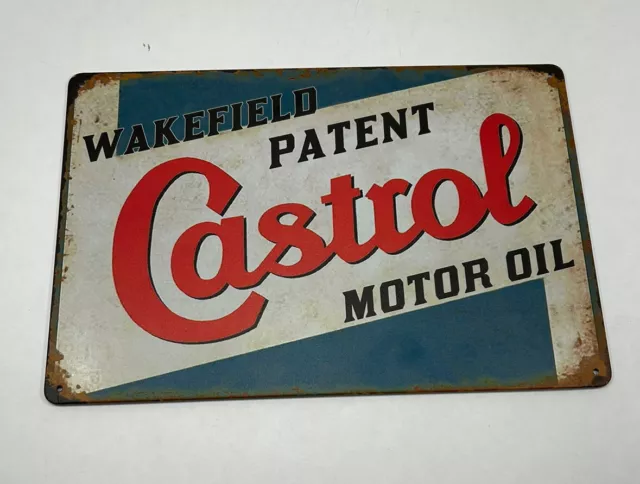 WAKEFIELD
PATENT
Castrol
MOTOR OIL